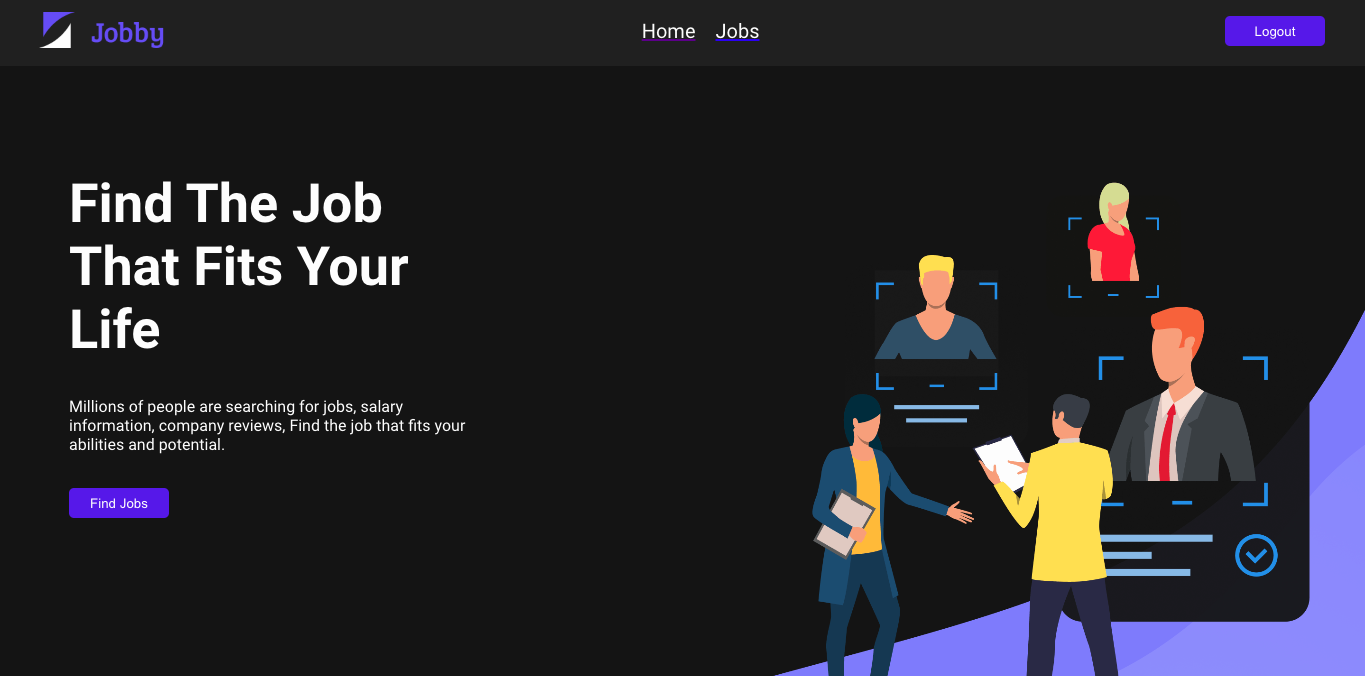 Jobby
Home Jobs
Logout
Find The Job
That Fits Your
Life
Millions of people are searching for jobs, salary
information, company reviews, Find the job that fits your
abilities and potential.
Find Jobs